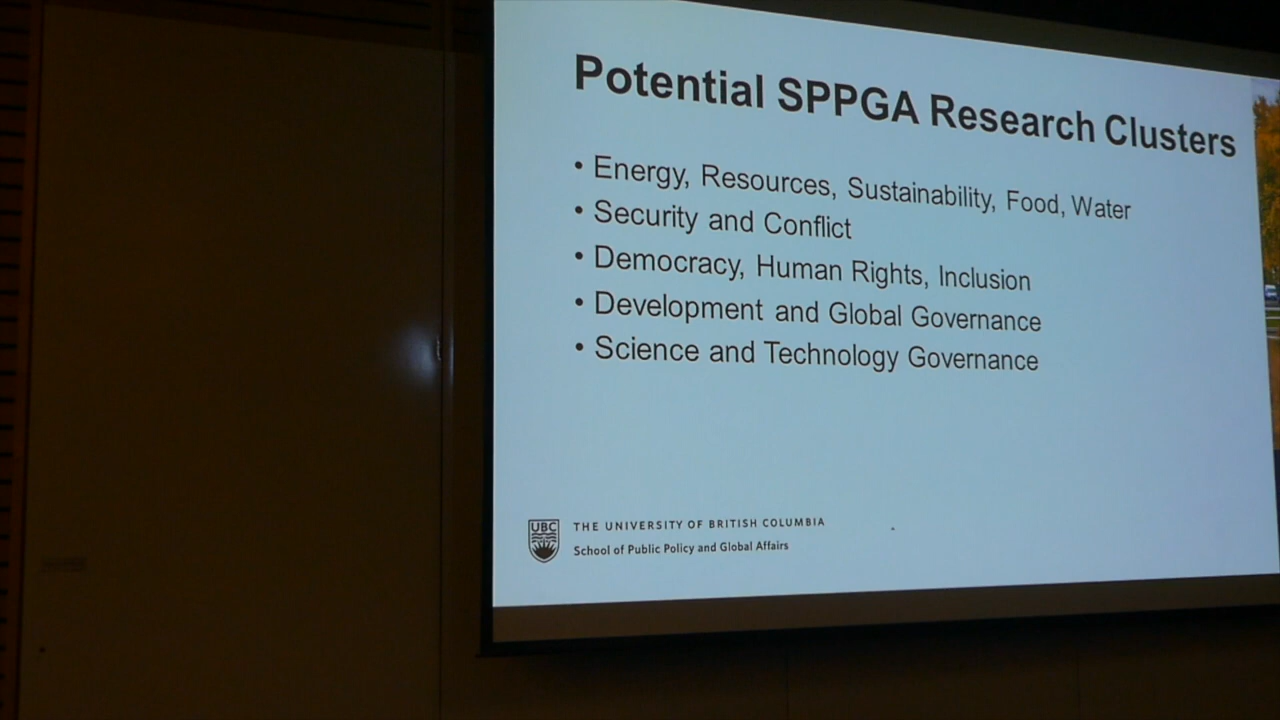 Potential SPPGA Research Clusters
• Energy, Resources, Sustainability, Food, Water
• Security and Conflict
• Democracy, Human Rights, Inclusion
• Development and Global Governance
• Science and Technology Governance
UBC
THE UNIVERSITY OF BRITISH COLUMBIA
School of Public Policy and Global Affairs